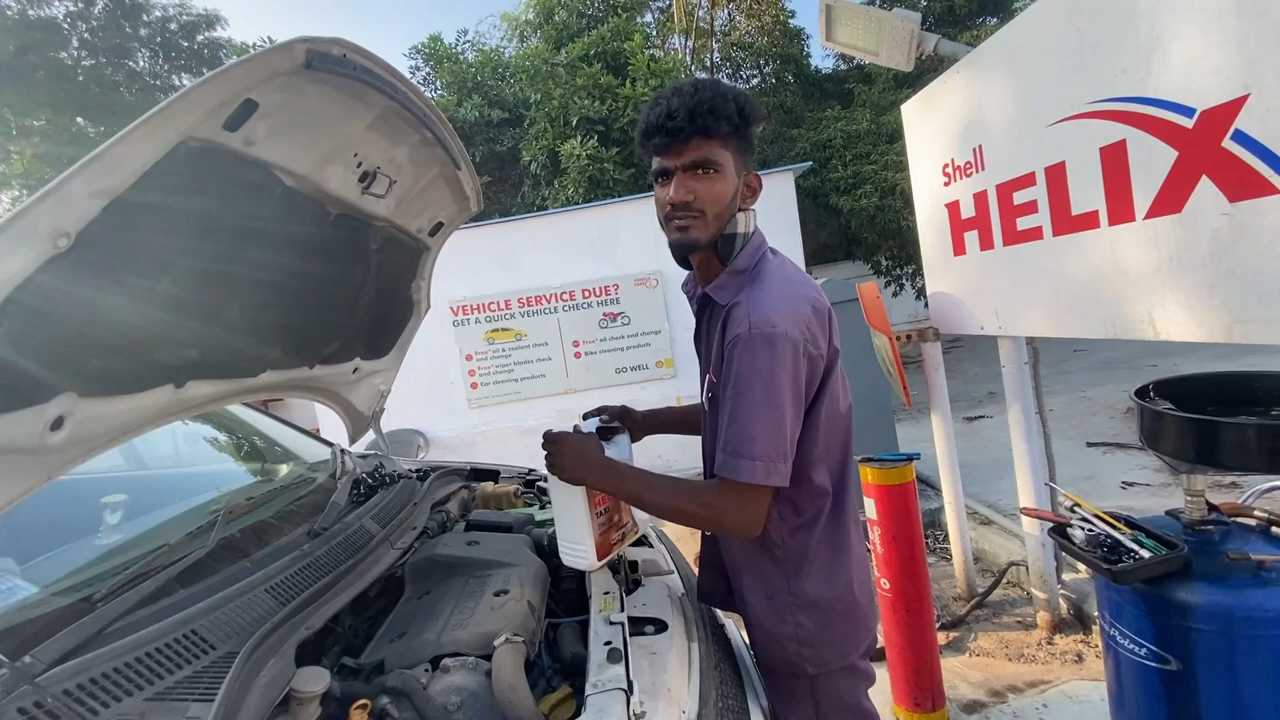 Shell
HELIX
VEHICLE SERVICE DUE?
GET A QUICK VEHICLE CHECK HERE
Free* oil & coolant check
and change
Free* wiper blades check
and change
Car cleaning products
Free* oil check and change
Bike cleaning products
GO WELL
TAXI